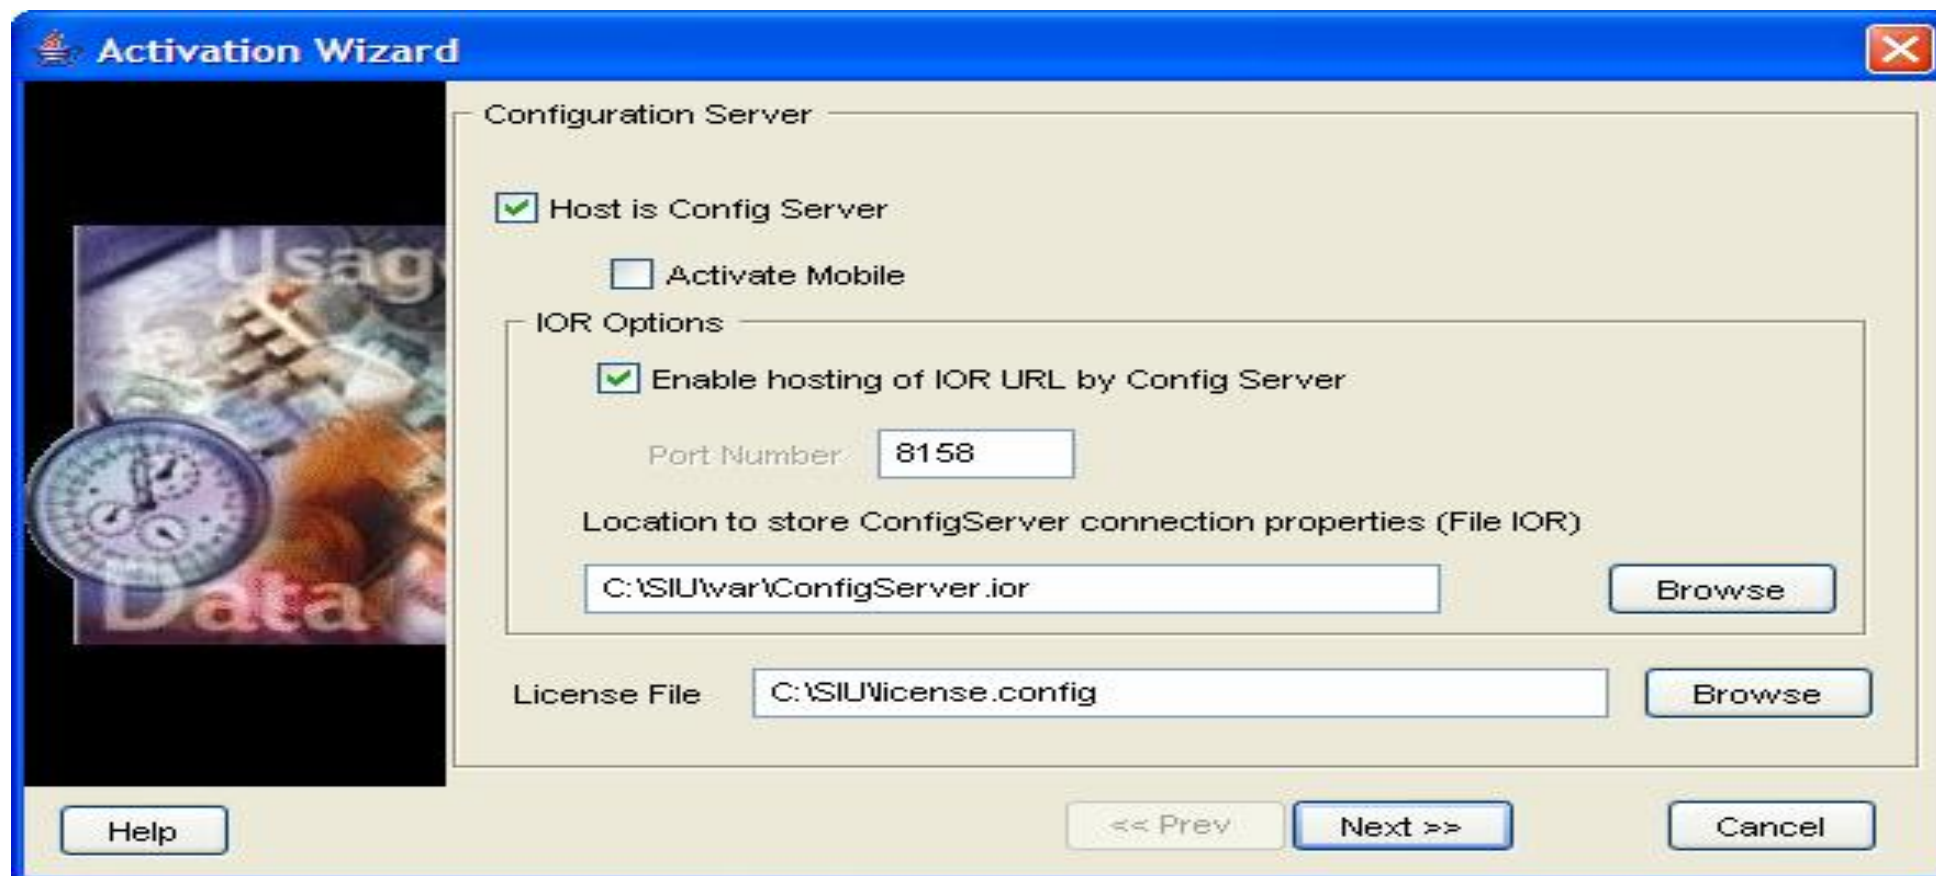 Activation Wizard
Configuration Server
Host is Config Server
Activate Mobile
IOR Options
Enable hosting of IOR URL by Config Server
Port Number 8158
Location to store ConfigServer connection properties (File IOR)
C:\SIU\var\ConfigServer.ior Browse
License File C:\SIU\license.config Browse
Usag
Data
Help << Prev Next >> Cancel